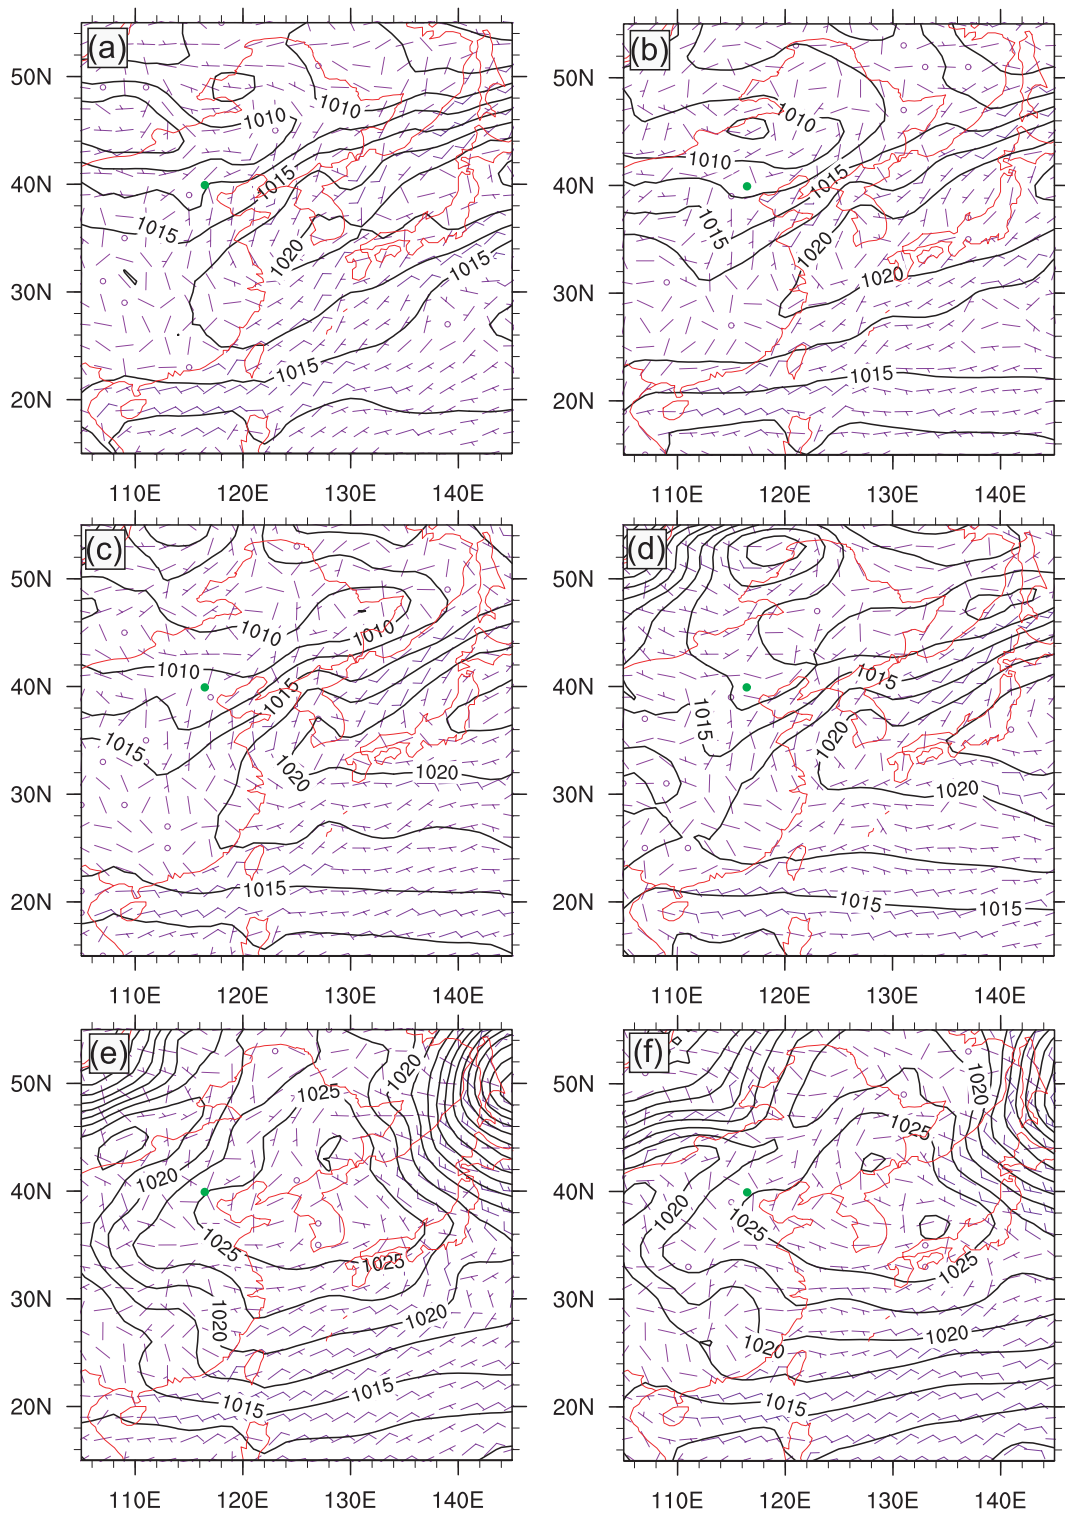 (a) (b)
50N 1010 1010 50N 1010
40N 1015 1010 1015 40N
1015 1020 1015 1015 1020 1020
30N 30N
1015 1015
20N 20N
110E 120E 130E 140E 110E 120E 130E 140E
(c) (d)
50N 1010 1010 50N
40N 1010 1015 40N 1015
1015 1020 1020 1015 1020 1020
30N 30N
1015 1015 1015
20N 20N
110E 120E 130E 140E 110E 120E 130E 140E
(e) (f)
50N 1025 1020 50N 1020
1025
40N 1020 40N 1020
1025 1025 1025 1025
30N 1020 1020 30N 1020 1020
1015 1015 1015
20N 20N
110E 120E 130E 140E 110E 120E 130E 140E